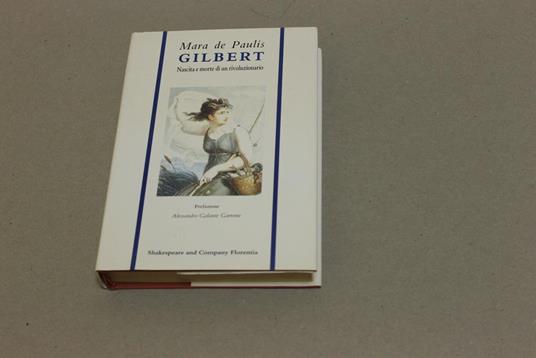 Mara de Paulis
GILBERT
Nascita e morte di un rivoluzionario
Prefazione
Alessandro Galante Garrone
Shakespeare and Company Florentia